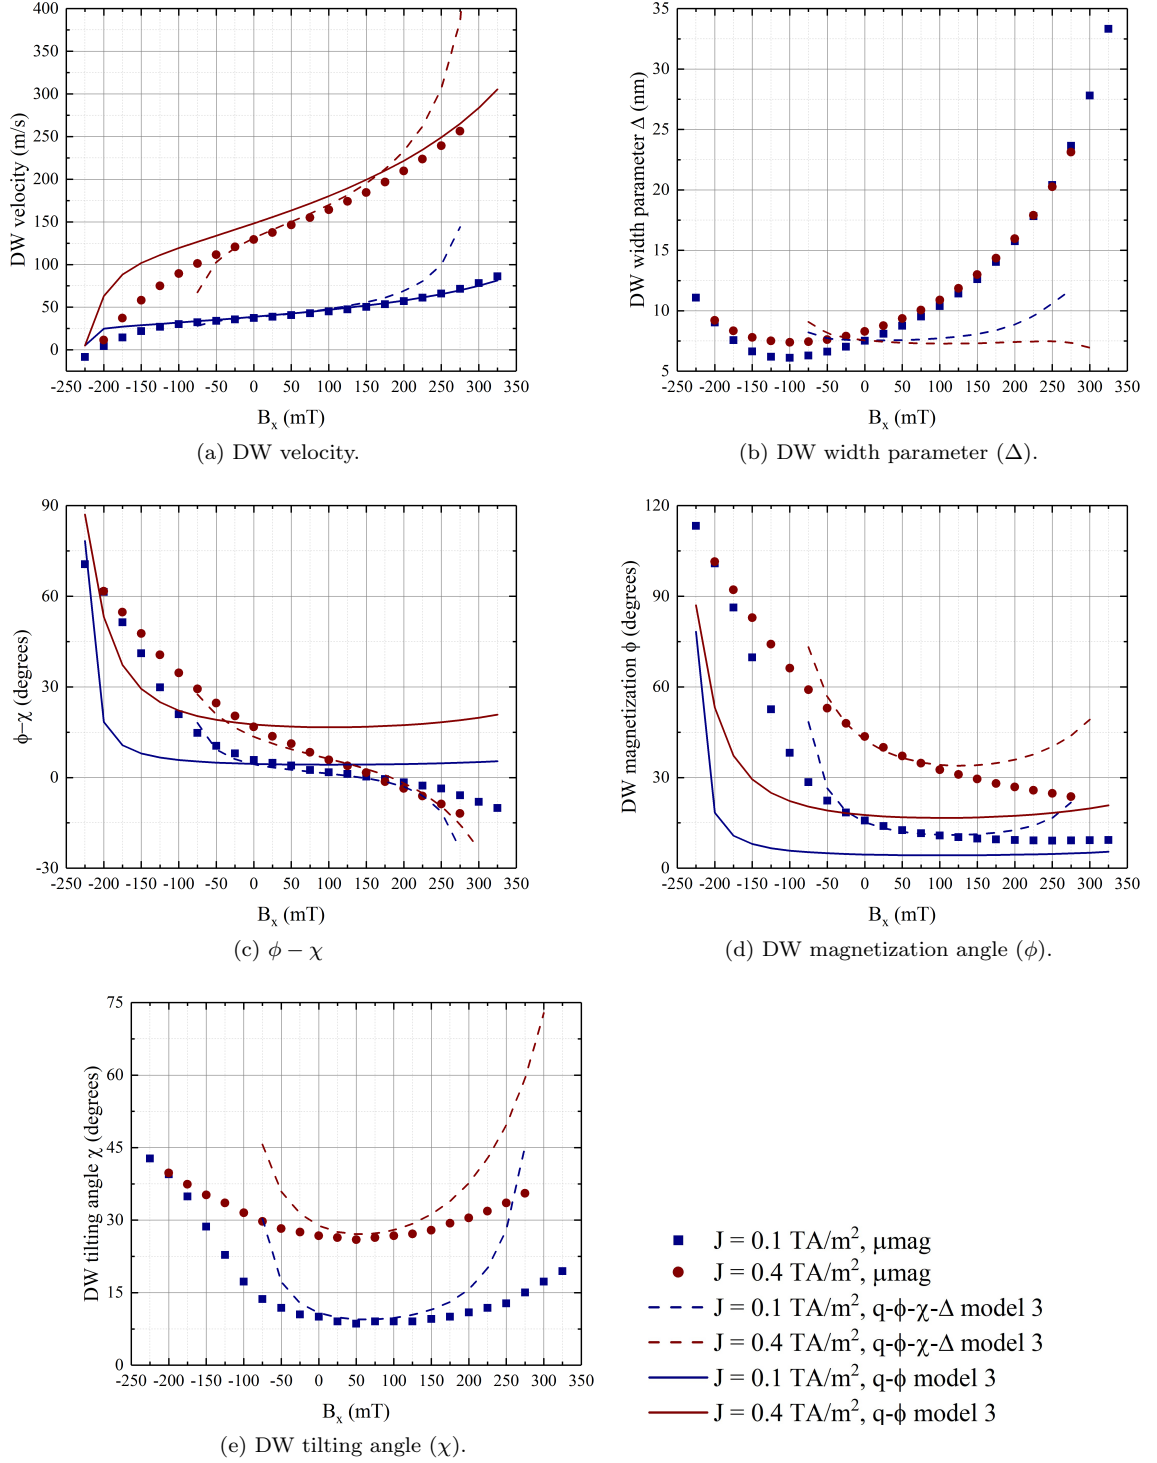 400
350
300
250
200
150
100
50
0
DW velocity (m/s)
-250 -200 -150 -100 -50 0 50 100 150 200 250 300 350
Bx (mT)
(a) DW velocity.
35
30
25
20
15
10
5
DW width parameter Δ (nm)
-250 -200 -150 -100 -50 0 50 100 150 200 250 300 350
Bx (mT)
(b) DW width parameter (Δ).
90
60
30
0
-30
ϕ−χ (degrees)
-250 -200 -150 -100 -50 0 50 100 150 200 250 300 350
Bx (mT)
(c) ϕ − χ
120
90
60
30
0
DW magnetization ϕ (degrees)
-250 -200 -150 -100 -50 0 50 100 150 200 250 300 350
Bx (mT)
(d) DW magnetization angle (ϕ).
75
60
45
30
15
0
DW tilting angle χ (degrees)
-250 -200 -150 -100 -50 0 50 100 150 200 250 300 350
Bx (mT)
(e) DW tilting angle (χ).
J = 0.1 TA/m², μmag
J = 0.4 TA/m², μmag
J = 0.1 TA/m², q-ϕ-χ-Δ model 3
J = 0.4 TA/m², q-ϕ-χ-Δ model 3
J = 0.1 TA/m², q-ϕ model 3
J = 0.4 TA/m², q-ϕ model 3